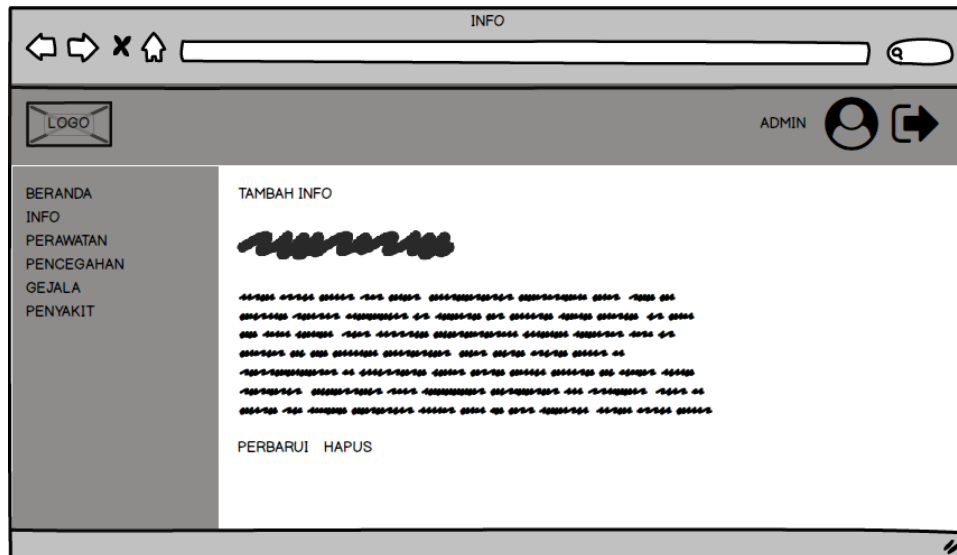 INFO
LOGO
ADMIN
BERANDA
INFO
PERAWATAN
PENCEGAHAN
GEJALA
PENYAKIT
TAMBAH INFO
PERBARUI HAPUS